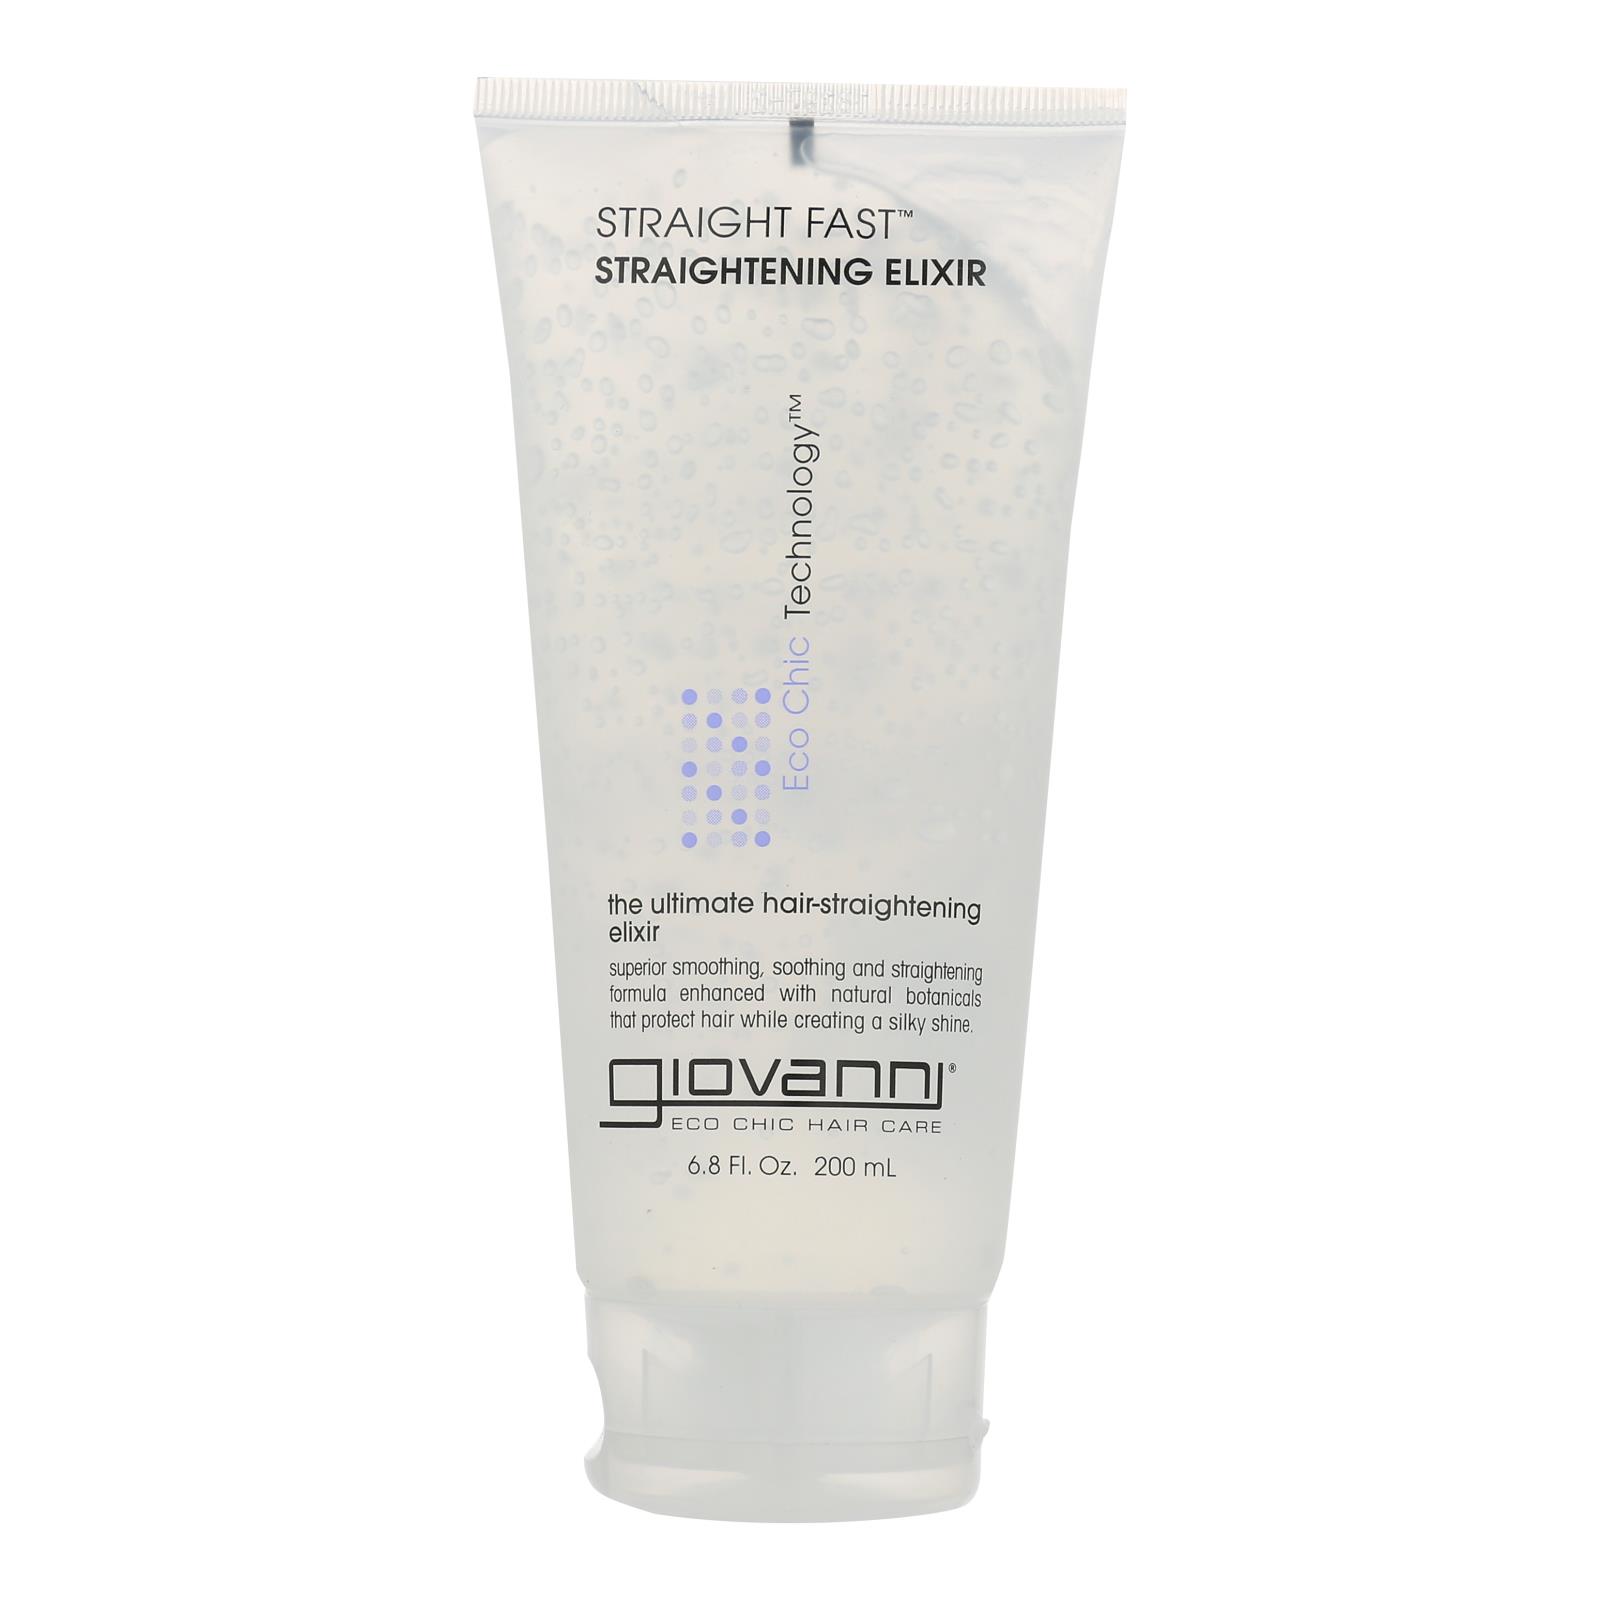 STRAIGHT FAST™
STRAIGHTENING ELIXIR
Eco Chic Technology™
the ultimate hair-straightening
elixir
superior smoothing, soothing and straightening
formula enhanced with natural botanicals
that protect hair while creating a silky shine.
giovanni®
ECO CHIC HAIR CARE
6.8 Fl. Oz. 200 mL